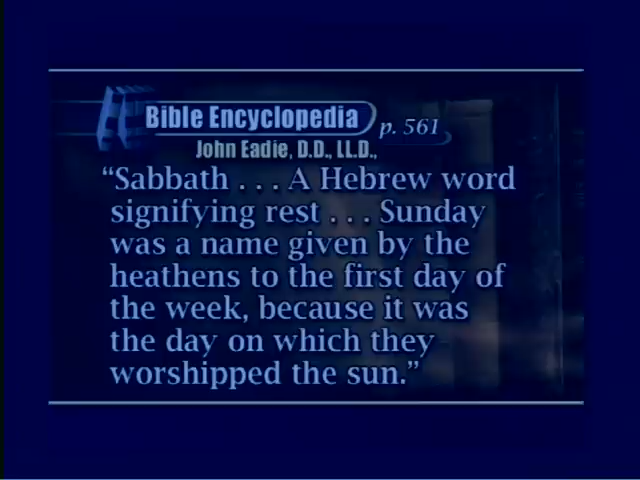 Bible Encyclopedia p. 561
John Eadie, D.D., LL.D.,
“Sabbath . . . A Hebrew word
signifying rest . . . Sunday
was a name given by the
heathens to the first day of
the week, because it was
the day on which they
worshipped the sun.”